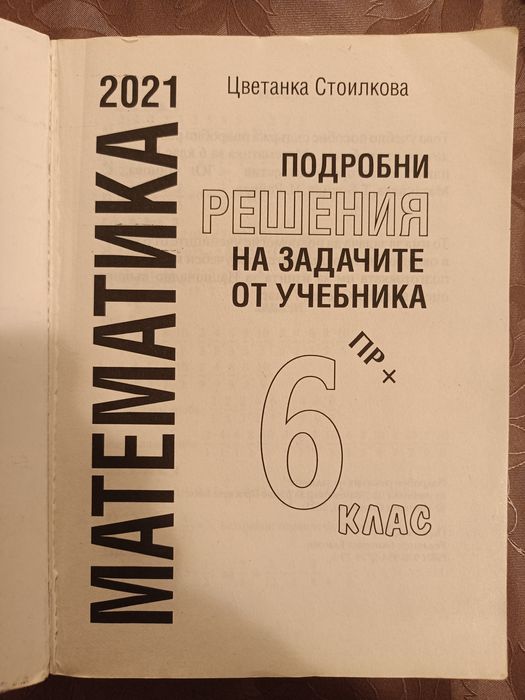 2021
Цветанка Стоилкова
МАТЕМАТИКА
ПОДРОБНИ
РЕШЕНИЯ
НА ЗАДАЧИТЕ
ОТ УЧЕБНИКА
ПР +
6
КЛАС